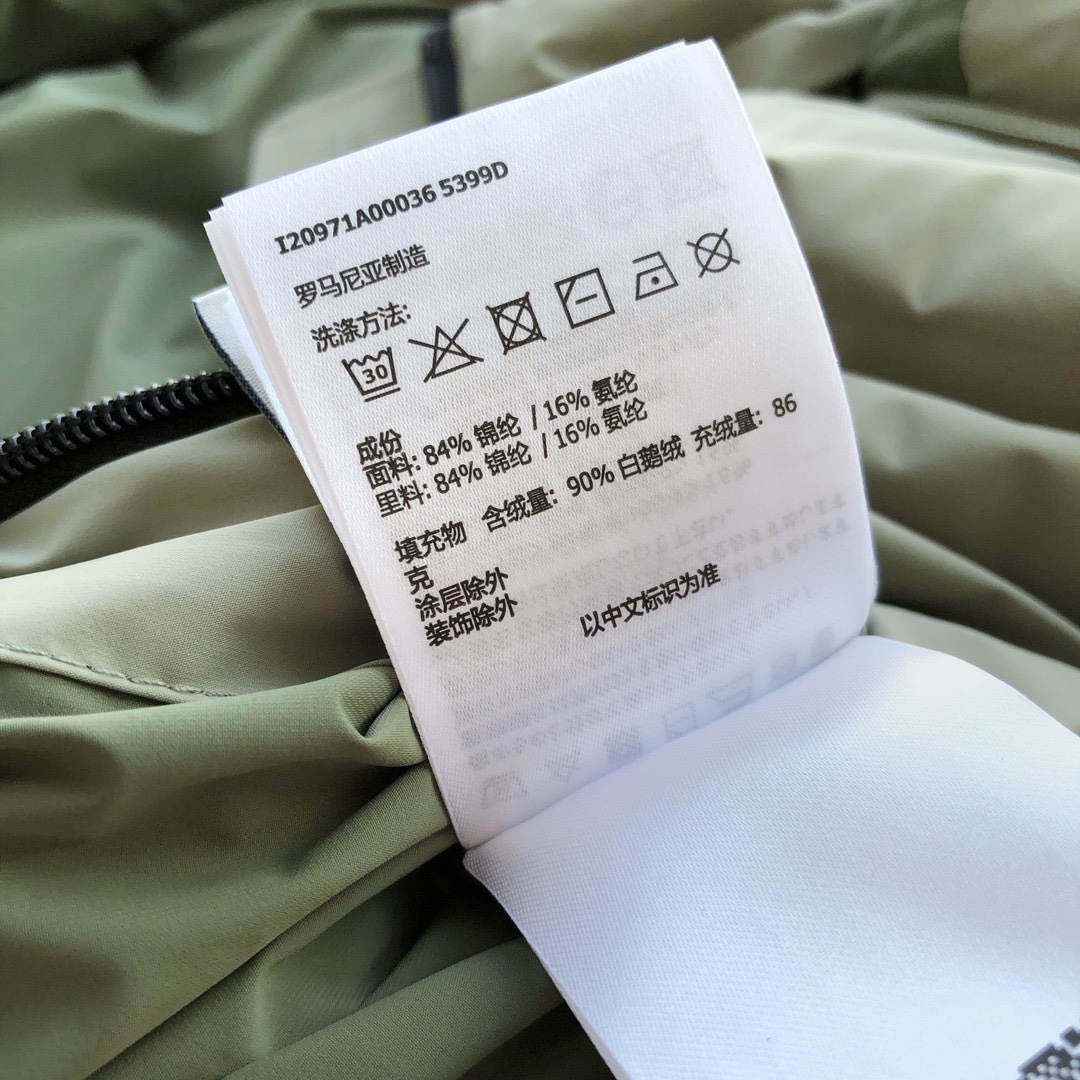 I20971A00036 5399D
罗马尼亚制造
洗涤方法:
30
成份
面料: 84% 锦纶 / 16% 氨纶
里料: 84% 锦纶 / 16% 氨纶
填充物 含绒量: 90% 白鹅绒 充绒量: 86
克
涂层除外
装饰除外
以中文标识为准